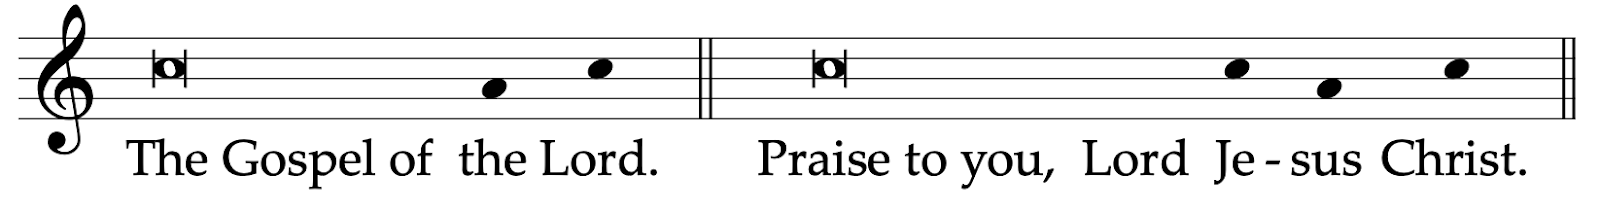 The Gospel of the Lord. Praise to you, Lord Je - sus Christ.